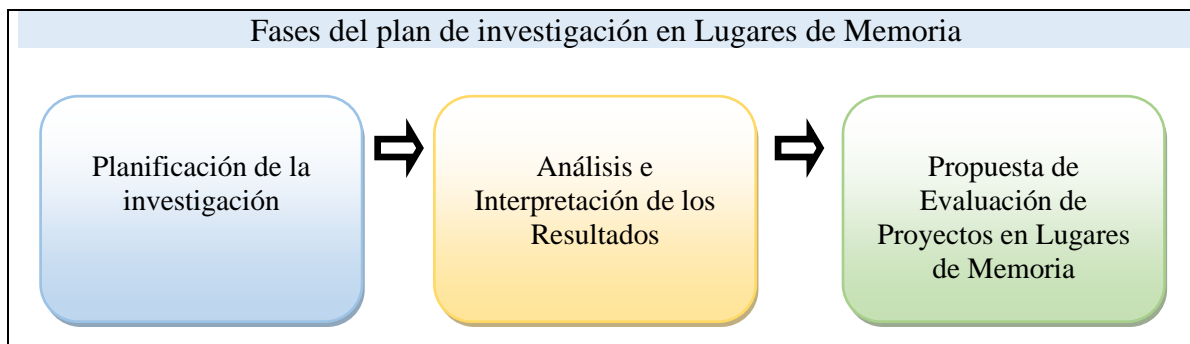 Fases del plan de investigación en Lugares de Memoria
Planificación de la
investigación
Análisis e
Interpretación de los
Resultados
Propuesta de
Evaluación de
Proyectos en Lugares
de Memoria